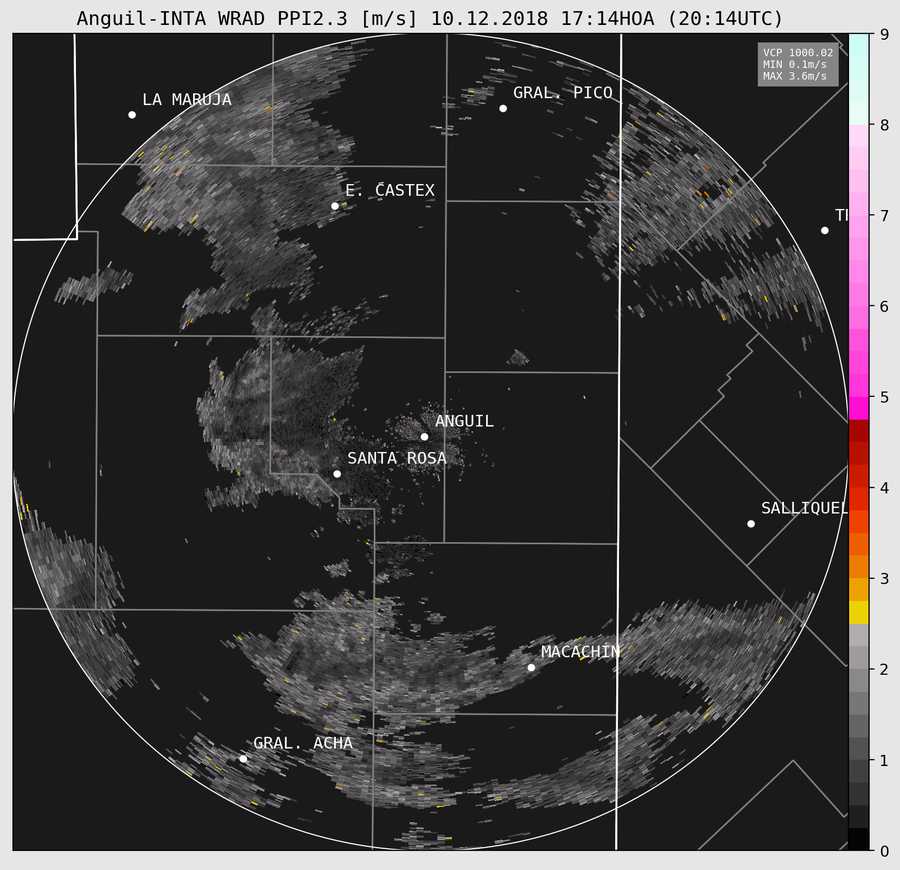 Anguil-INTA WRAD PPI2.3 [m/s] 10.12.2018 17:14HOA (20:14UTC)
VCP 1000.02
MIN 0.1m/s
MAX 3.6m/s
LA MARUJA
GRAL. PICO
E. CASTEX
ANGUIL
SANTA ROSA
SALLIQUEL
MACACHÍN
GRAL. ACHA
9
8
7
6
5
4
3
2
1
0